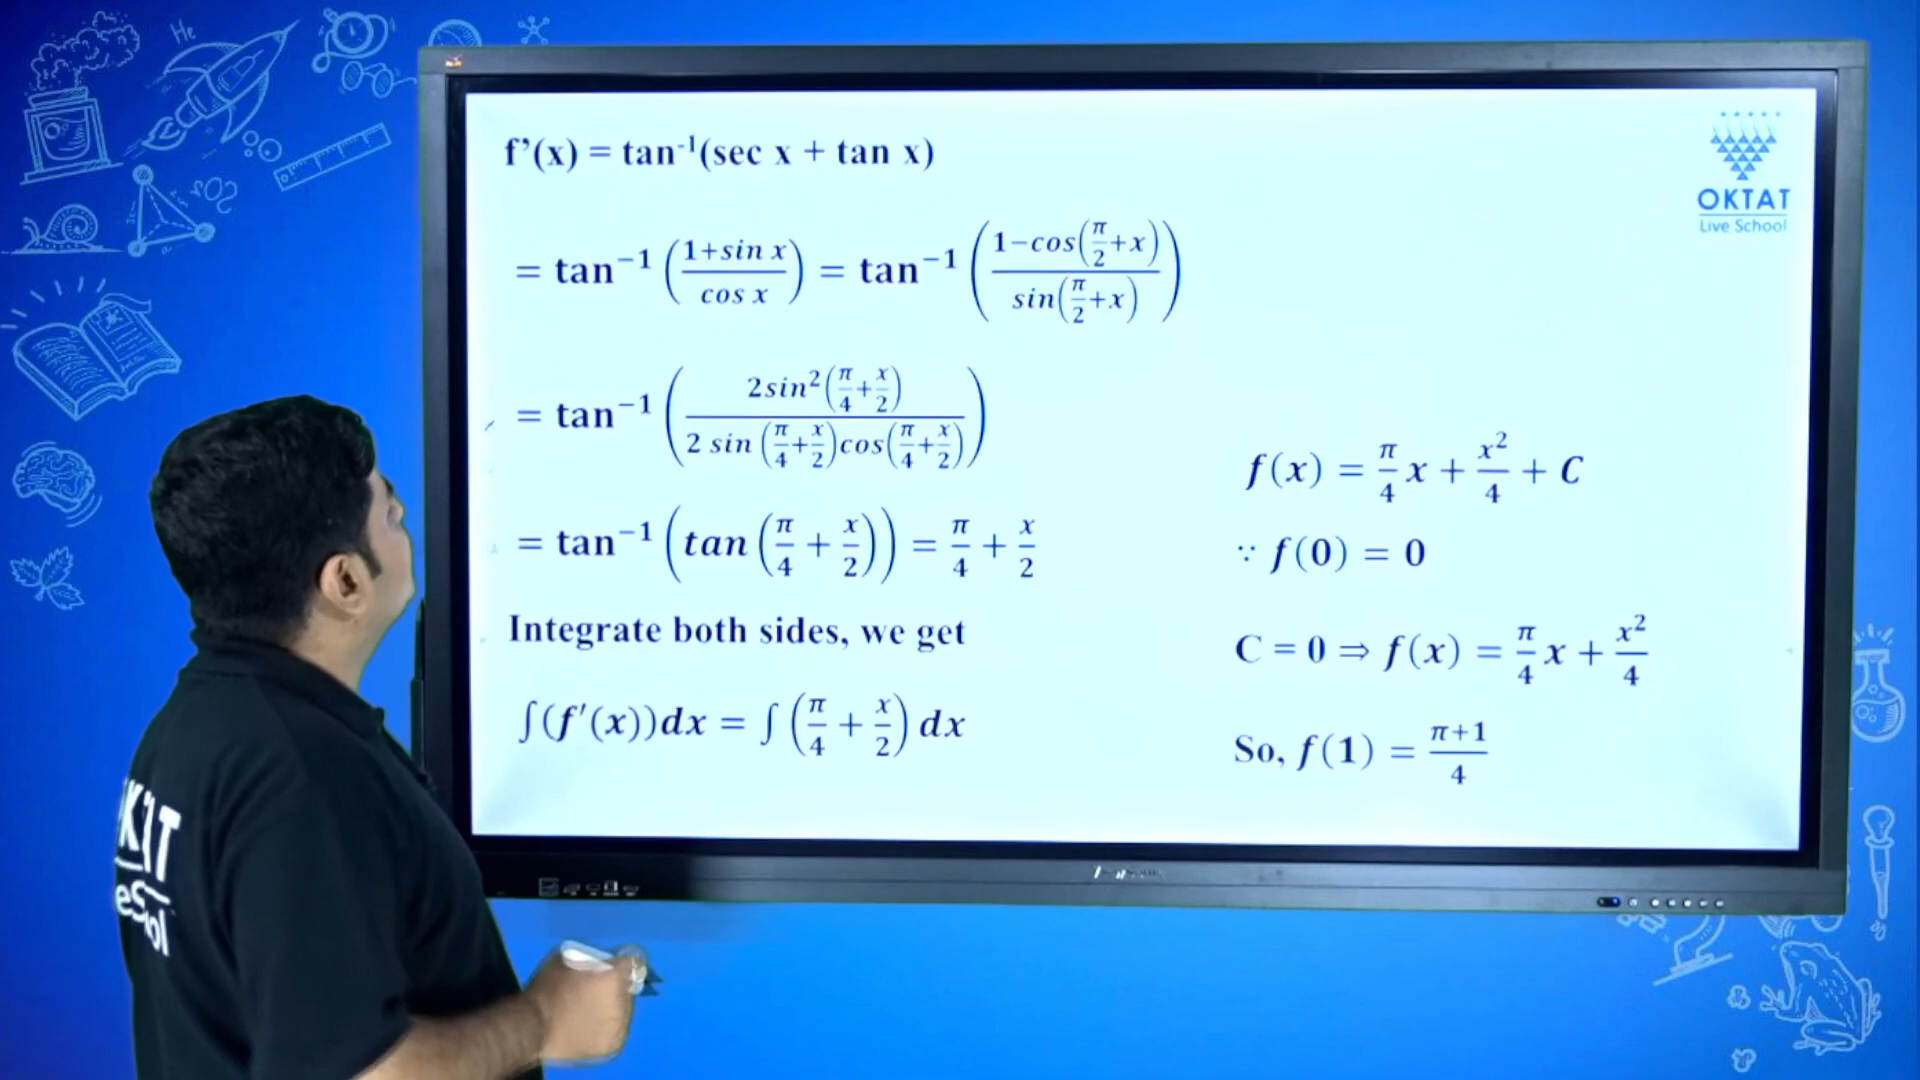 He
f'(x) = tan⁻¹(sec x + tan x)
= tan⁻¹ ((1+sin x)/(cos x)) = tan⁻¹ ((1−cos(π/2+x))/(sin(π/2+x)))
= tan⁻¹ ((2sin²(π/4+x/2))/(2 sin (π/4+x/2)cos(π/4+x/2)))
= tan⁻¹ (tan (π/4 + x/2)) = π/4 + x/2
Integrate both sides, we get
∫(f′(x))dx = ∫ (π/4 + x/2) dx
f(x) = π/4 x + x²/4 + C
∵ f(0) = 0
C = 0 ⇒ f(x) = π/4 x + x²/4
So, f(1) = (π+1)/4
OKTAT
Live School